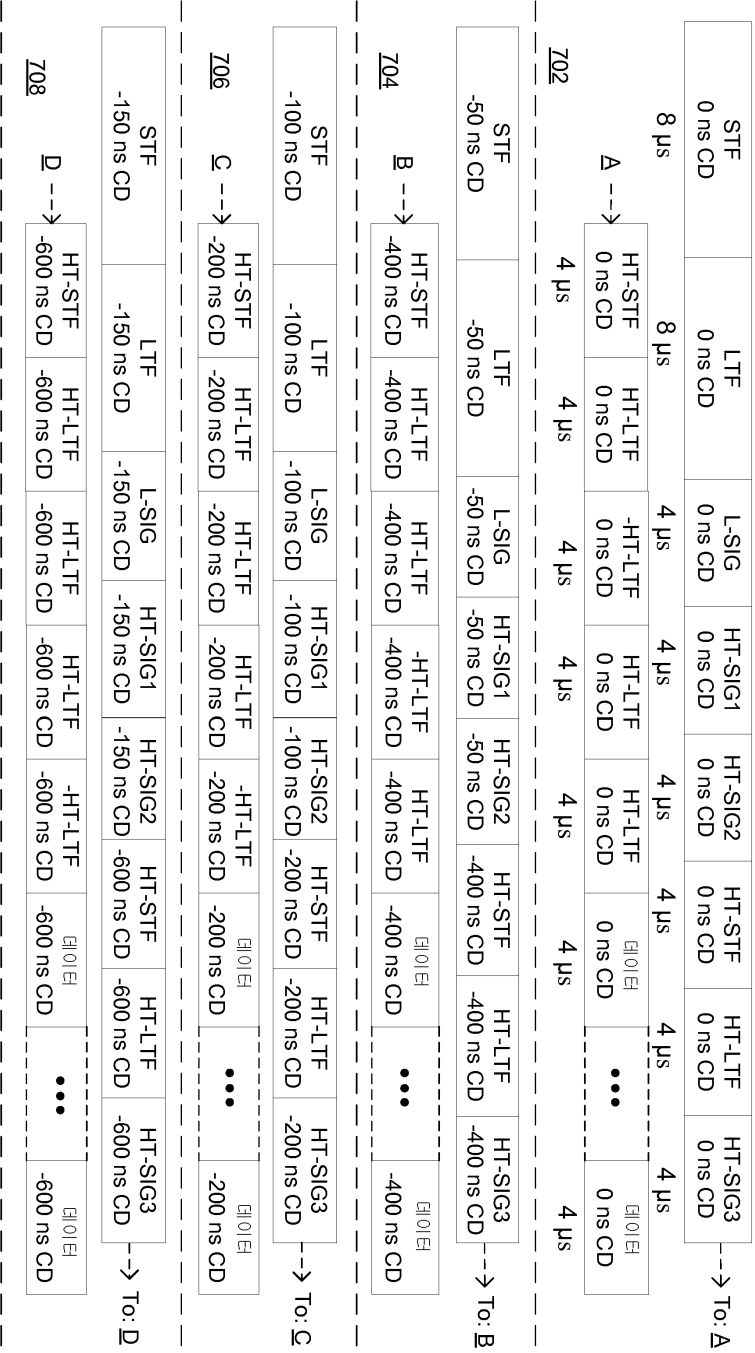 702
STF
0 ns CD
LTF
0 ns CD
L-SIG
0 ns CD
HT-SIG1
0 ns CD
HT-SIG2
0 ns CD
HT-STF
0 ns CD
HT-LTF
0 ns CD
HT-SIG3
0 ns CD
To: A
8 µs
8 µs
4 µs
4 µs
4 µs
4 µs
4 µs
4 µs
A
HT-STF
0 ns CD
HT-LTF
0 ns CD
-HT-LTF
0 ns CD
HT-LTF
0 ns CD
HT-LTF
0 ns CD
데이터
0 ns CD
데이터
0 ns CD
4 µs
4 µs
4 µs
4 µs
4 µs
4 µs
4 µs
704
STF
-50 ns CD
LTF
-50 ns CD
L-SIG
-50 ns CD
HT-SIG1
-50 ns CD
HT-SIG2
-50 ns CD
HT-STF
-400 ns CD
HT-LTF
-400 ns CD
HT-SIG3
-400 ns CD
To: B
B
HT-STF
-400 ns CD
HT-LTF
-400 ns CD
HT-LTF
-400 ns CD
-HT-LTF
-400 ns CD
HT-LTF
-400 ns CD
데이터
-400 ns CD
데이터
-400 ns CD
706
STF
-100 ns CD
LTF
-100 ns CD
L-SIG
-100 ns CD
HT-SIG1
-100 ns CD
HT-SIG2
-100 ns CD
HT-STF
-200 ns CD
HT-LTF
-200 ns CD
HT-SIG3
-200 ns CD
To: C
C
HT-STF
-200 ns CD
HT-LTF
-200 ns CD
HT-LTF
-200 ns CD
HT-LTF
-200 ns CD
-HT-LTF
-200 ns CD
데이터
-200 ns CD
데이터
-200 ns CD
708
STF
-150 ns CD
LTF
-150 ns CD
L-SIG
-150 ns CD
HT-SIG1
-150 ns CD
HT-SIG2
-150 ns CD
HT-STF
-600 ns CD
HT-LTF
-600 ns CD
HT-SIG3
-600 ns CD
To: D
D
HT-STF
-600 ns CD
HT-LTF
-600 ns CD
HT-LTF
-600 ns CD
HT-LTF
-600 ns CD
-HT-LTF
-600 ns CD
데이터
-600 ns CD
데이터
-600 ns CD